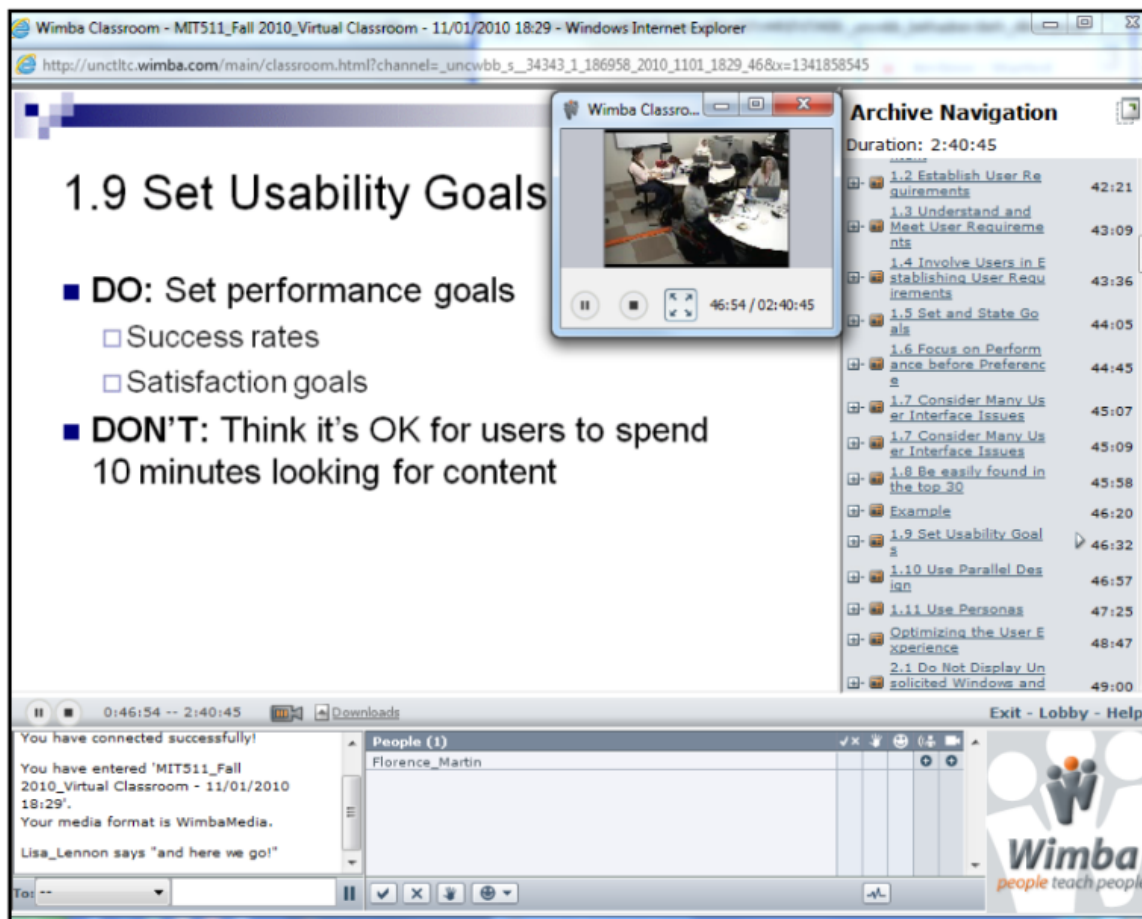 Wimba Classroom - MIT511_Fall 2010_Virtual Classroom - 11/01/2010 18:29 - Windows Internet Explorer
http://unctltc.wimba.com/main/classroom.html?channel=_uncwbb_s__34343_1_186958_2010_1101_1829_46&x=1341858545
1.9 Set Usability Goals
DO: Set performance goals
Success rates
Satisfaction goals
DON'T: Think it's OK for users to spend
10 minutes looking for content
Wimba Classro...
46:54 / 02:40:45
Archive Navigation
Duration: 2:40:45
1.2 Establish User Re
quirements 42:21
1.3 Understand and
Meet User Requireme
nts 43:09
1.4 Involve Users in E
stablishing User Requ
irements 43:36
1.5 Set and State Go
als 44:05
1.6 Focus on Perform
ance before Preferenc
e 44:45
1.7 Consider Many Us
er Interface Issues 45:07
1.7 Consider Many Us
er Interface Issues 45:09
1.8 Be easily found in
the top 30 45:58
Example 46:20
1.9 Set Usability Goal
s 46:32
1.10 Use Parallel Des
ign 46:57
1.11 Use Personas 47:25
Optimizing the User E
xperience 48:47
2.1 Do Not Display Un
solicited Windows and 49:00
0:46:54 -- 2:40:45 Downloads
Exit - Lobby - Help
You have connected successfully!
You have entered 'MIT511_Fall
2010_Virtual Classroom - 11/01/2010
18:29'.
Your media format is WimbaMedia.
Lisa_Lennon says "and here we go!"
To: --
People (1)
Florence_Martin
Wimba
people teach people